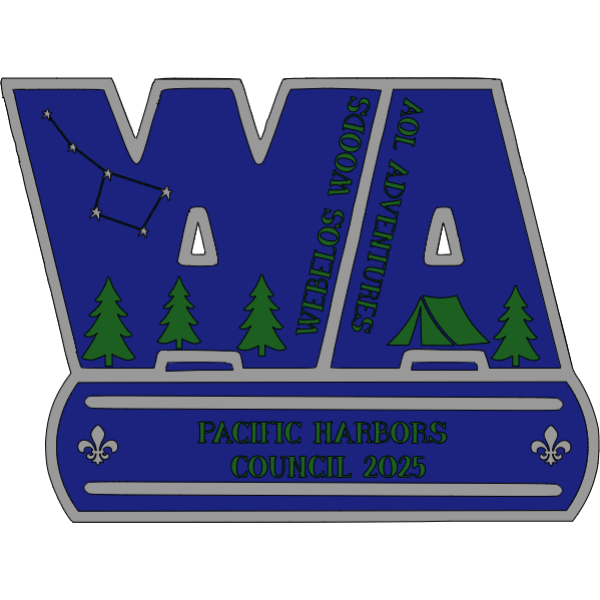 WEBELOS WOODS
AOL ADVENTURES
PACIFIC HARBORS
COUNCIL 2025